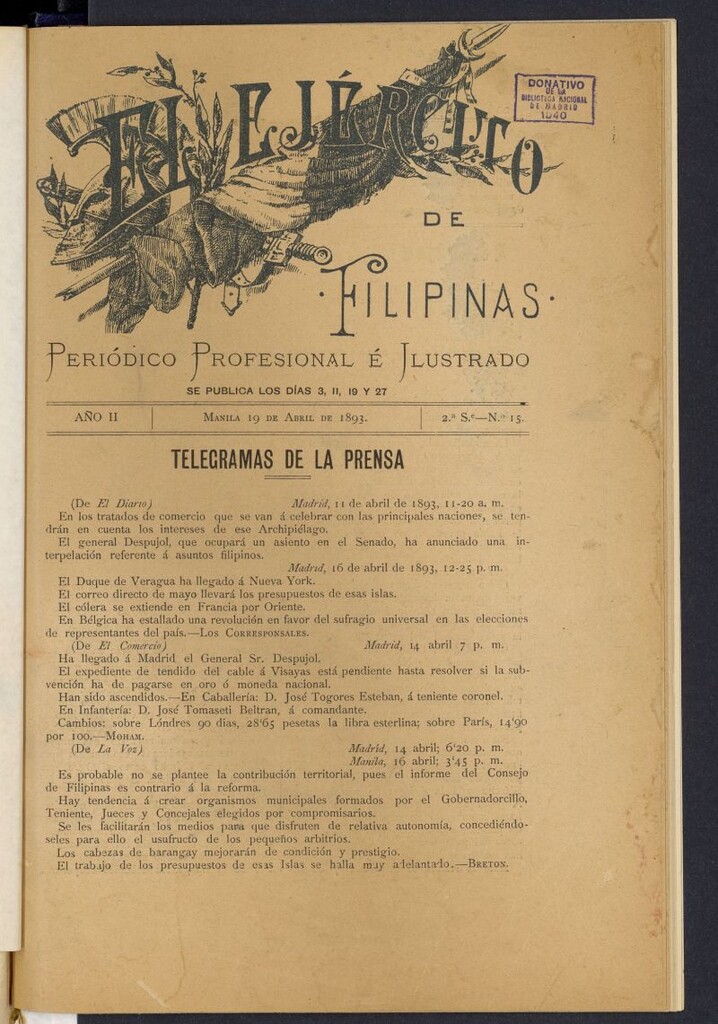 EL EJÉRCITO
DE
FILIPINAS
PERIÓDICO PROFESIONAL É ILUSTRADO
SE PUBLICA LOS DÍAS 3, 11, 19 Y 27
AÑO II
MANILA 19 DE ABRIL DE 1893.
2.ª S.e—N.º 15.
DONATIVO
DE LA
BIBLIOTECA NACIONAL
DE MADRID
1940
TELEGRAMAS DE LA PRENSA
(De El Diario) Madrid, 11 de abril de 1893, 11-20 a. m.
En los tratados de comercio que se van á celebrar con las principales naciones, se ten-
drán en cuenta los intereses de ese Archipiélago.
El general Despujol, que ocupará un asiento en el Senado, ha anunciado una in-
terpelación referente á asuntos filipinos.
Madrid, 16 de abril de 1893, 12-25 p. m.
El Duque de Veragua ha llegado á Nueva York.
El correo directo de mayo llevará los presupuestos de esas islas.
El cólera se extiende en Francia por Oriente.
En Bélgica ha estallado una revolución en favor del sufragio universal en las elecciones
de representantes del país.—LOS CORRESPONSALES.
(De El Comercio) Madrid, 14 abril 7 p. m.
Ha llegado á Madrid el General Sr. Despujol.
El expediente de tendido del cable á Visayas está pendiente hasta resolver si la sub-
vención ha de pagarse en oro ó moneda nacional.
Han sido ascendidos.—En Caballería: D. José Togores Esteban, á teniente coronel.
En Infantería: D. José Tomaseti Beltran, á comandante.
Cambios: sobre Lóndres 90 dias, 28'65 pesetas la libra esterlina; sobre París, 14'90
por 100.—MOHAM.
(De La Voz) Madrid, 14 abril; 6'20 p. m.
Manila, 16 abril; 3'45 p. m.
Es probable no se plantee la contribución territorial, pues el informe del Consejo
de Filipinas es contrario á la reforma.
Hay tendencia á crear organismos municipales formados por el Gobernadorcillo,
Teniente, Jueces y Concejales elegidos por compromisarios.
Se les facilitarán los medios para que disfruten de relativa autonomía, concediéndo-
seles para ello el usufructo de los pequeños arbitrios.
Los cabezas de barangay mejorarán de condición y prestigio.
El trabajo de los presupuestos de esas Islas se halla muy adelantado.—BRETON.